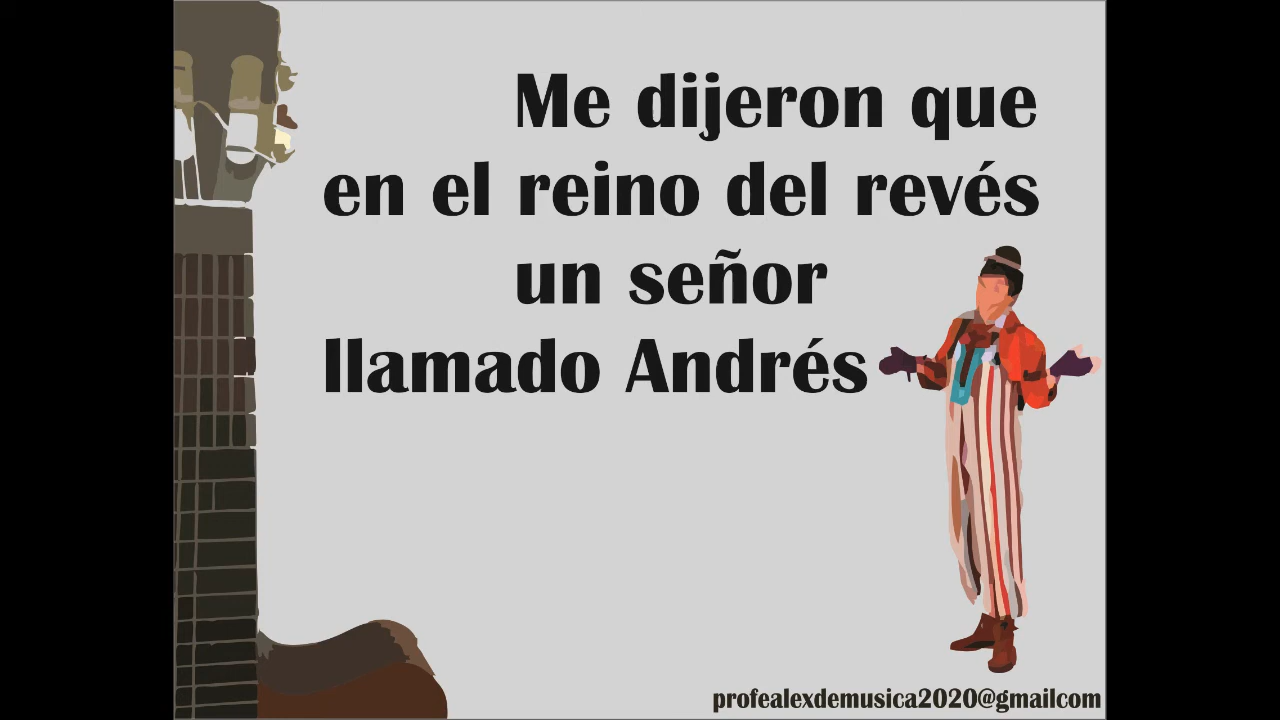 Me dijeron que
en el reino del revés
un señor
llamado Andrés
profealexdemusica2020@gmailcom